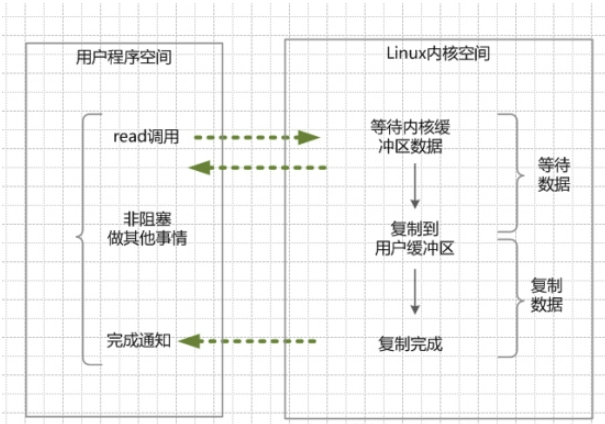 用户程序空间
Linux内核空间
read调用
等待内核缓
冲区数据
等待
数据
非阻塞
做其他事情
复制到
用户缓冲区
复制
数据
完成通知
复制完成